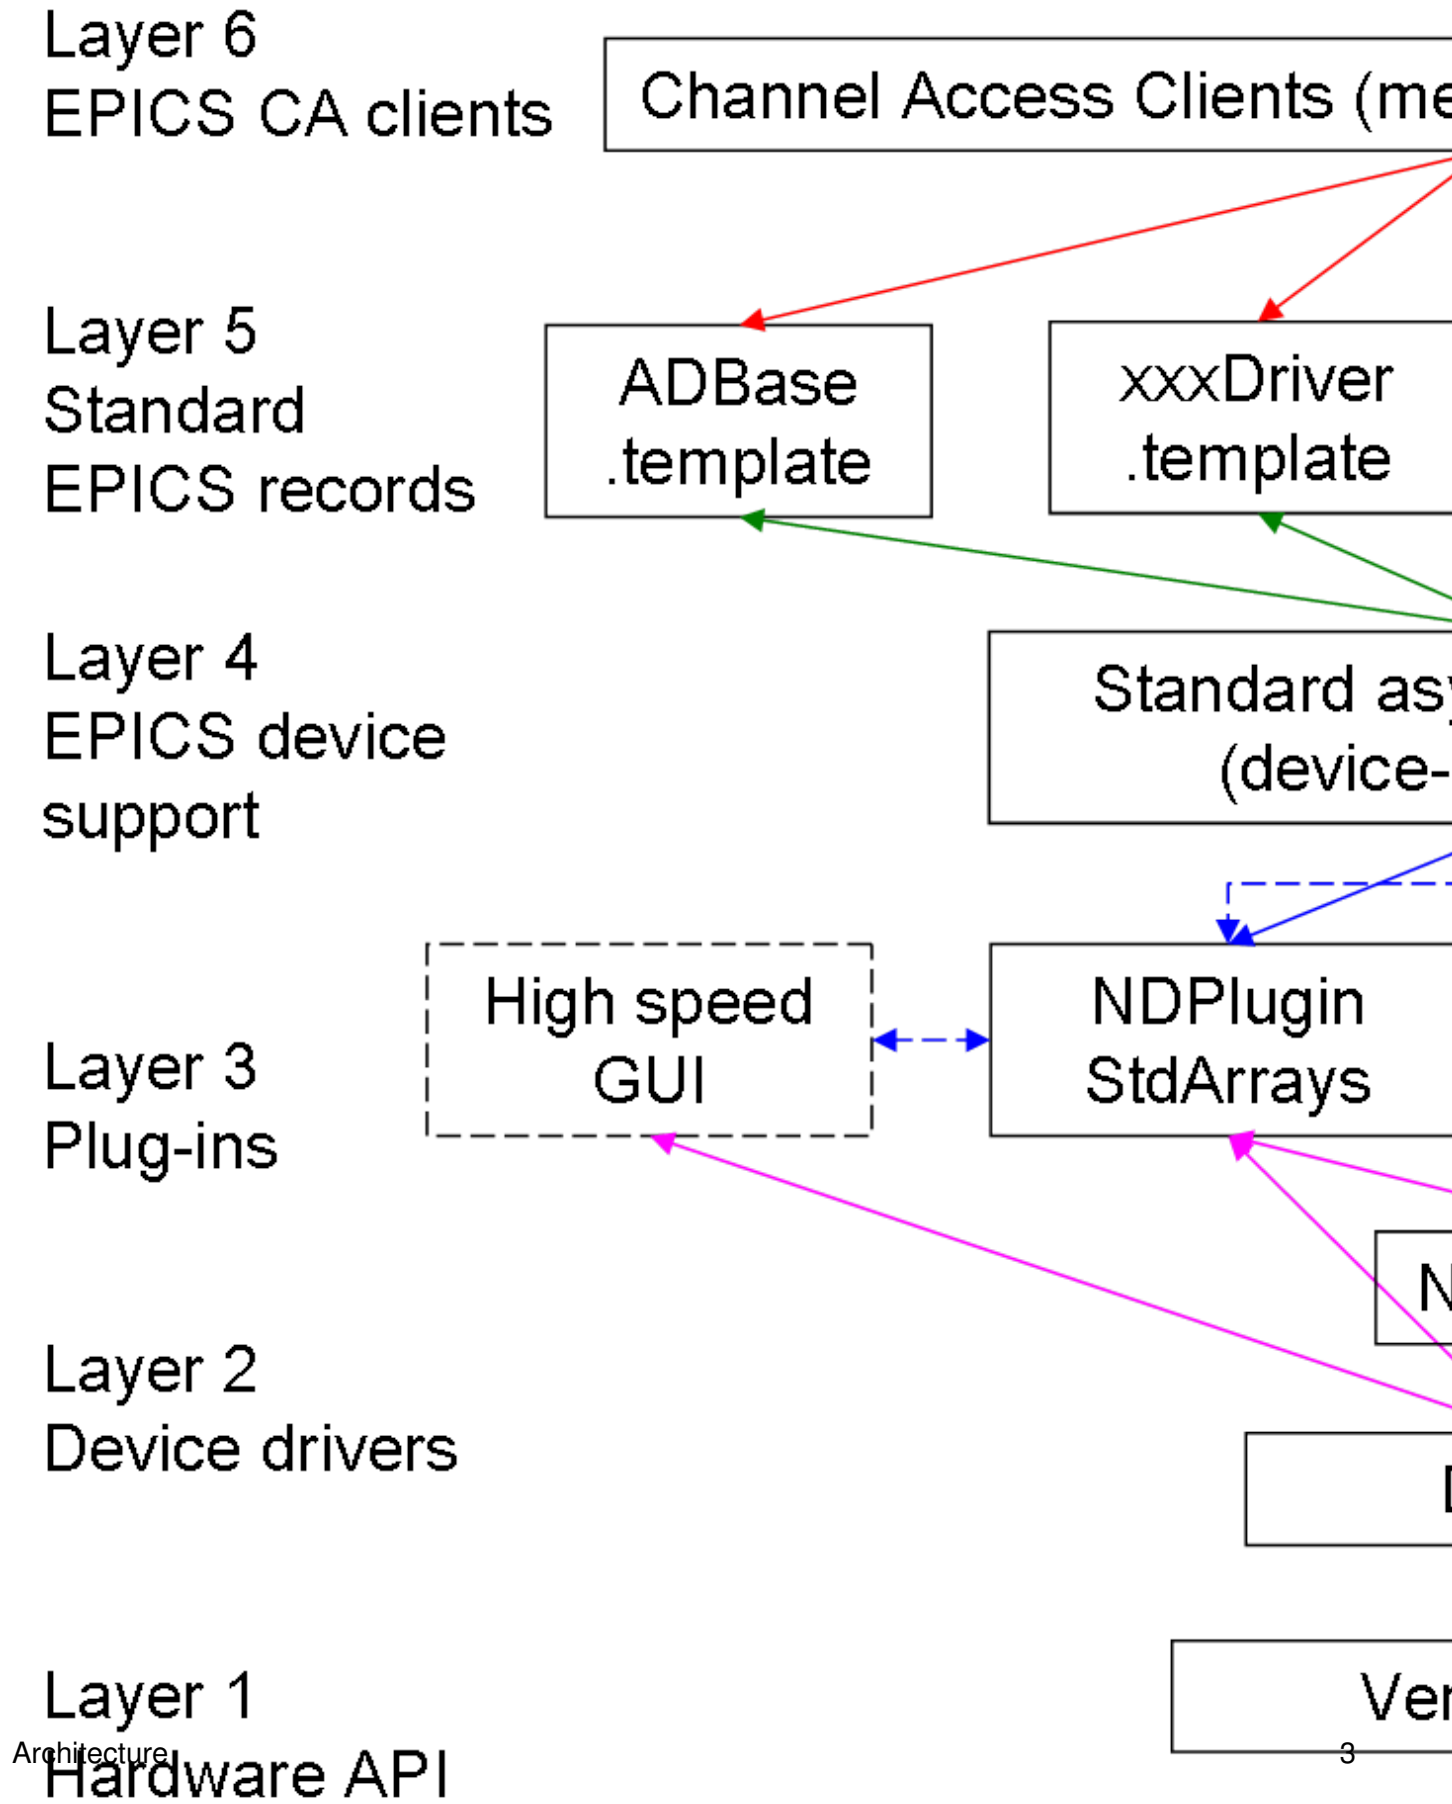 Layer 6
EPICS CA clients
Channel Access Clients (me
Layer 5
Standard
EPICS records
ADBase
.template
xxxDriver
.template
Layer 4
EPICS device
support
Standard asy
(device-
High speed
GUI
NDPlugin
StdArrays
Layer 3
Plug-ins
N
Layer 2
Device drivers
D
Layer 1
Hardware API
Ver
Architecture
3